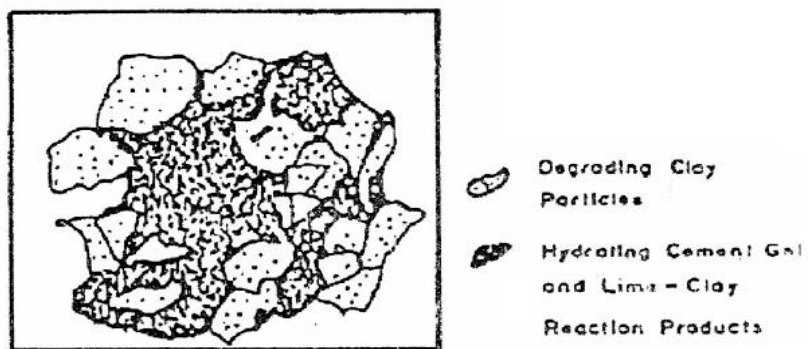 Degrading Clay
Particles
Hydrating Cement Gel
and Lime-Clay
Reaction Products